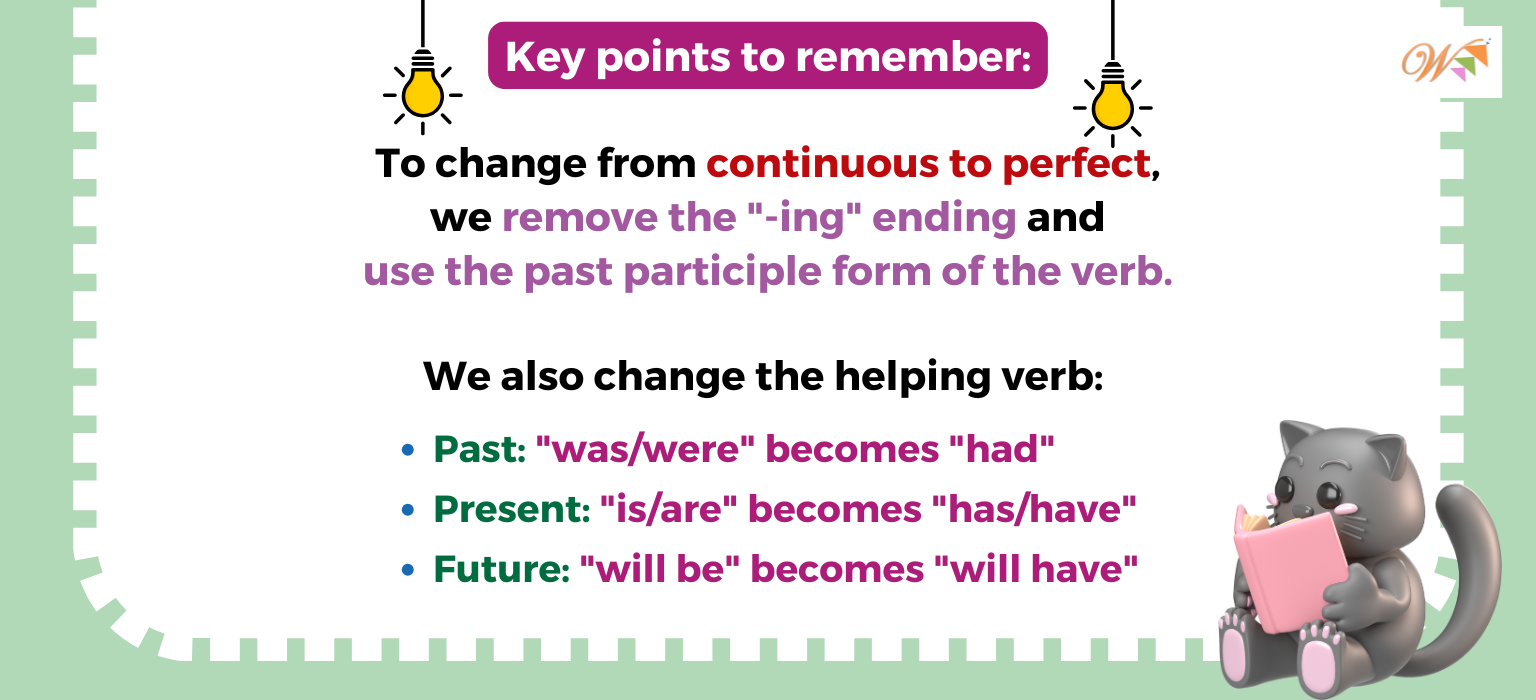 Key points to remember:
W
To change from continuous to perfect,
we remove the "-ing" ending and
use the past participle form of the verb.
We also change the helping verb:
• Past: "was/were" becomes "had"
• Present: "is/are" becomes "has/have"
• Future: "will be" becomes "will have"